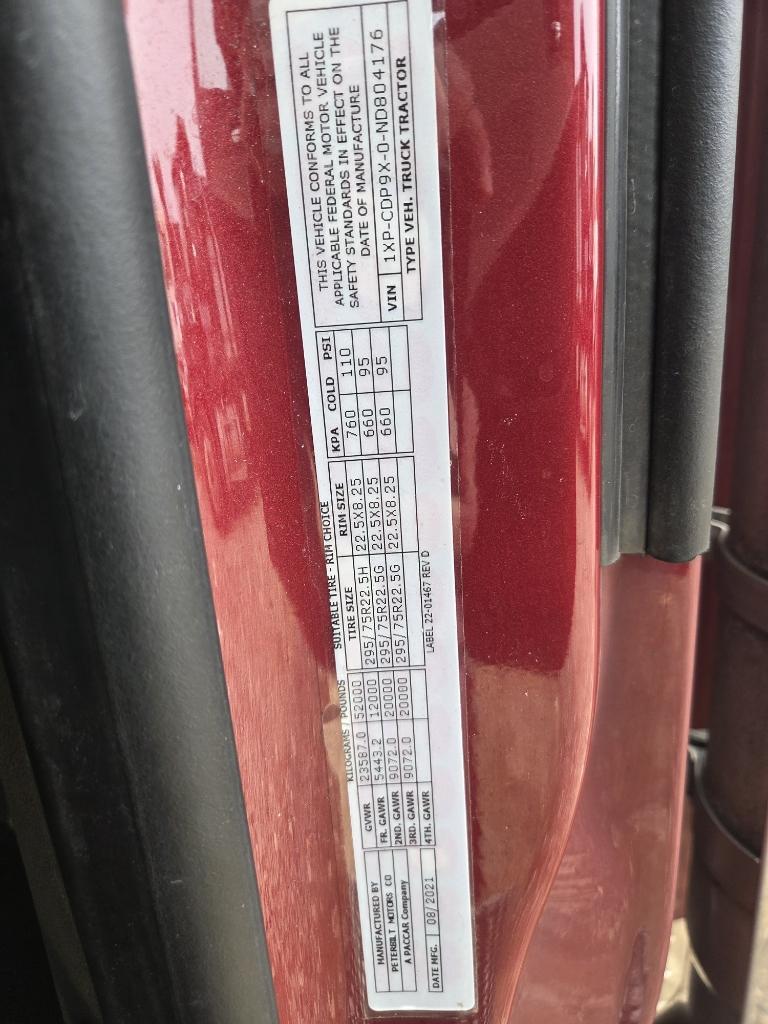 MANUFACTURED BY
PETERBILT MOTORS CO
A PACCAR Company
DATE MFG. 08/2021
KILOGRAMS / POUNDS
GVWR 23587.0 52000
FR. GAWR 5443.2 12000
2ND. GAWR 9072.0 20000
3RD. GAWR 9072.0 20000
4TH. GAWR
SUITABLE TIRE - RIM CHOICE
TIRE SIZE RIM SIZE
295/75R22.5H 22.5X8.25
295/75R22.5G 22.5X8.25
295/75R22.5G 22.5X8.25
LABEL 22-01467 REV D
KPA COLD PSI
760 110
660 95
660 95
THIS VEHICLE CONFORMS TO ALL
APPLICABLE FEDERAL MOTOR VEHICLE
SAFETY STANDARDS IN EFFECT ON THE
DATE OF MANUFACTURE
VIN 1XP-CDP9X-0-ND804176
TYPE VEH. TRUCK TRACTOR